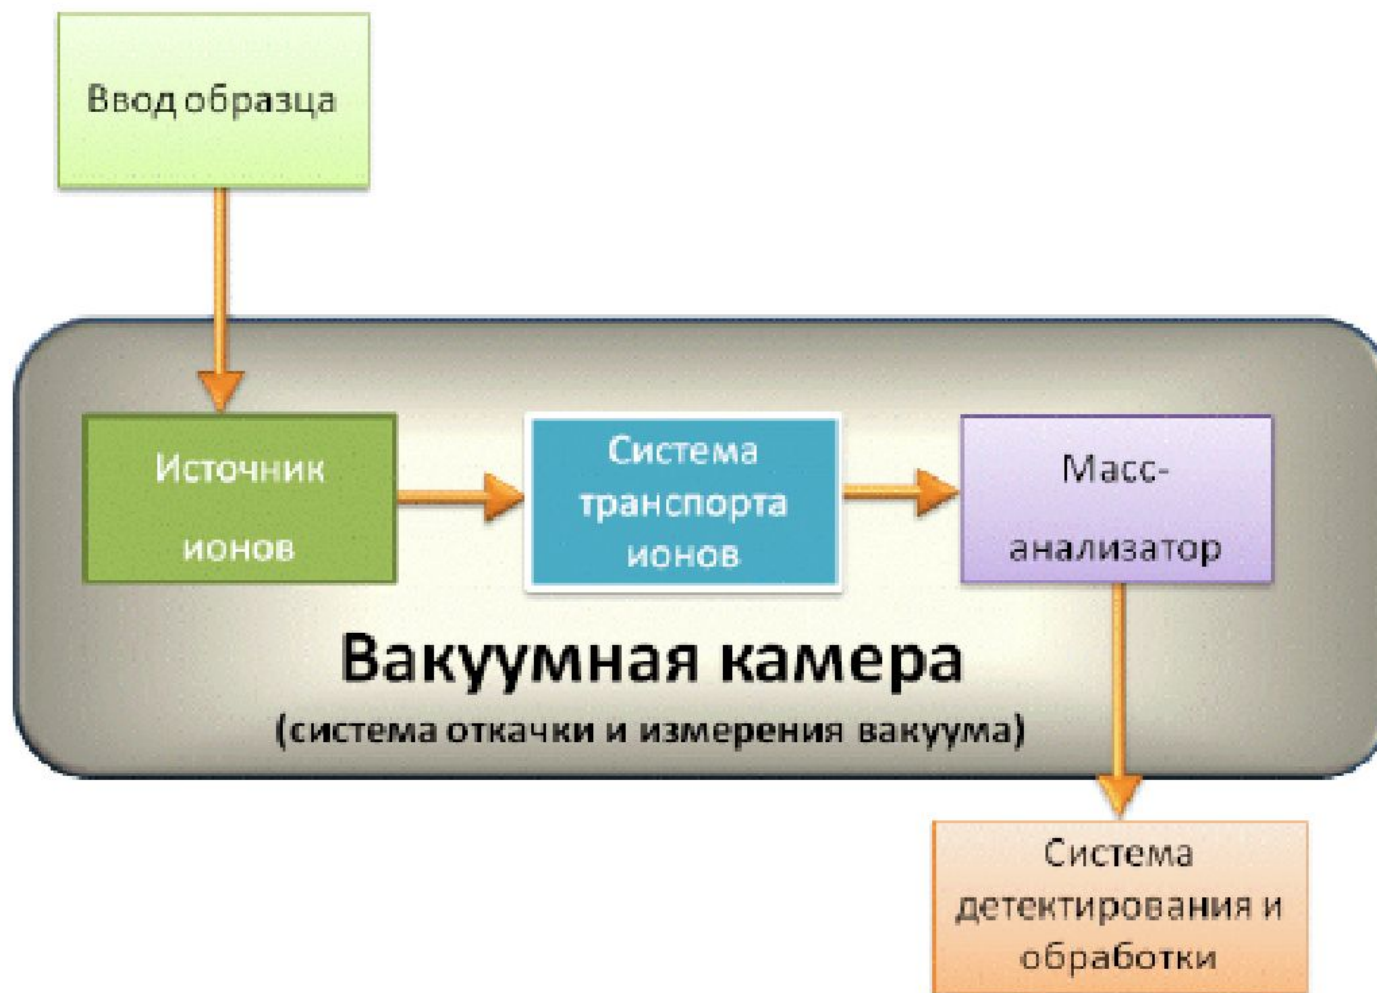 Ввод образца
Источник
ионов
Система
транспорта
ионов
Масс-
анализатор
Вакуумная камера
(система откачки и измерения вакуума)
Система
детектирования и
обработки